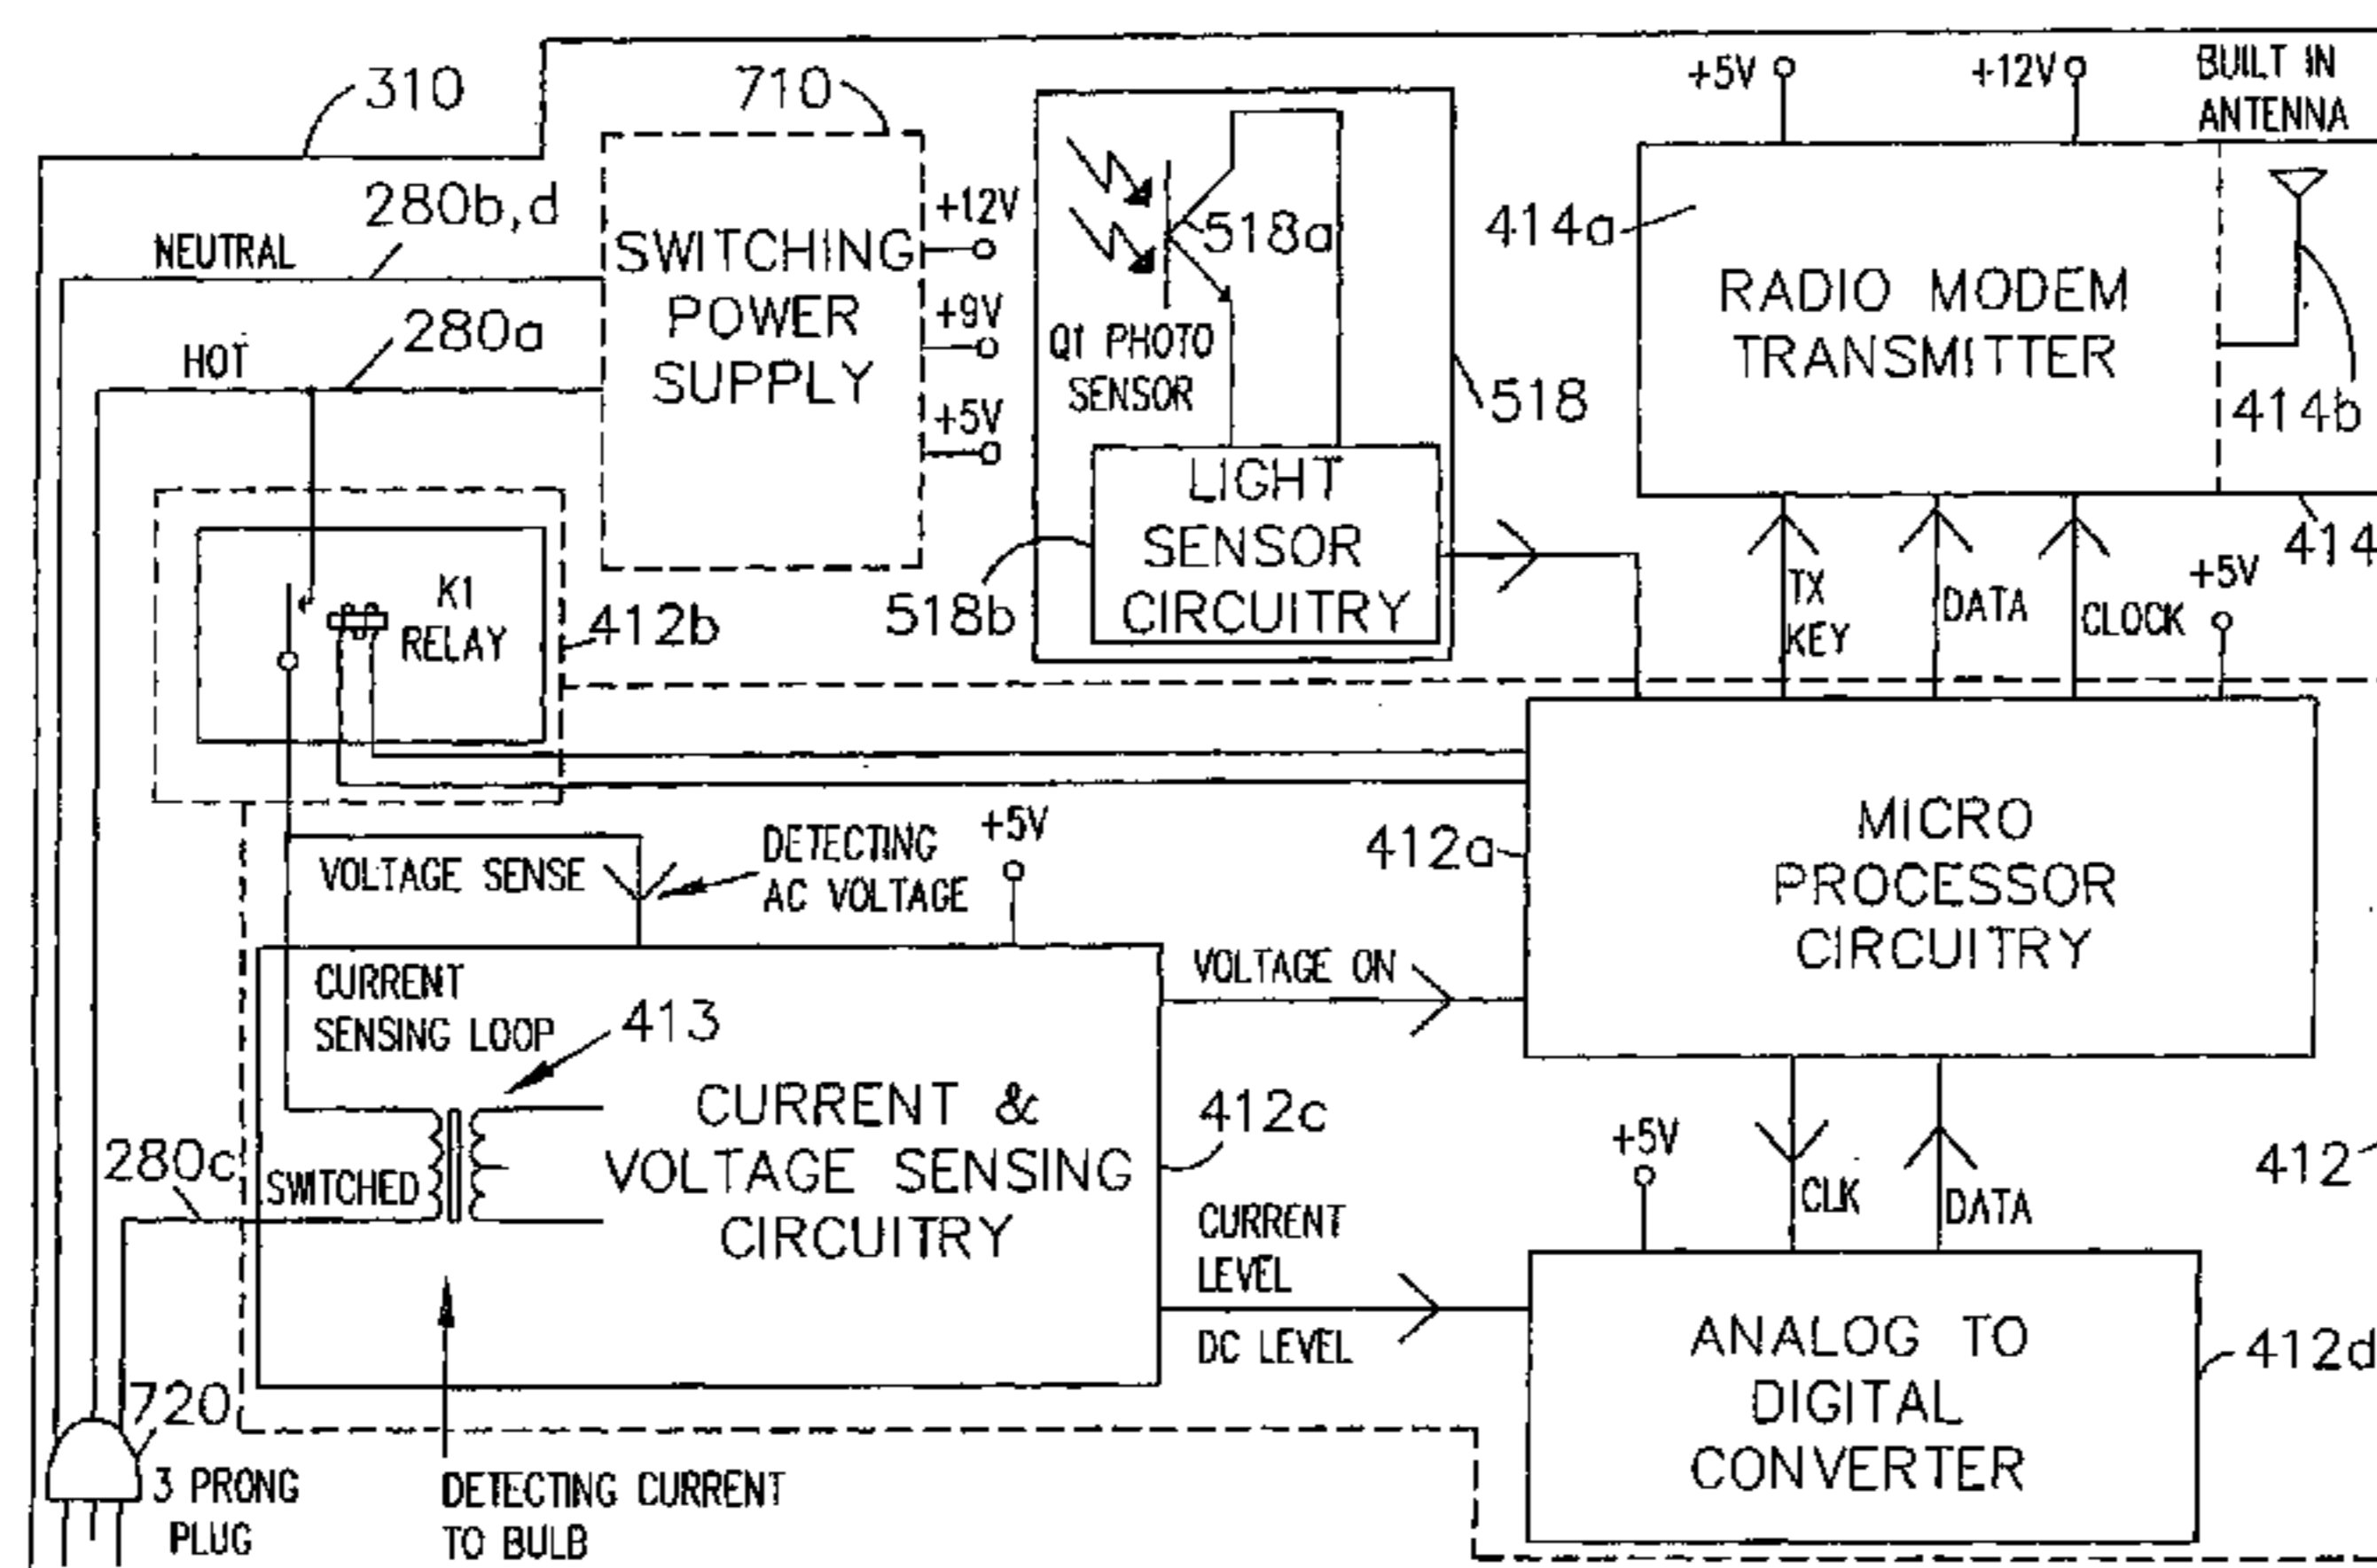 310
710
+5V
+12V
BUILT IN
ANTENNA
280b,d
NEUTRAL
SWITCHING
POWER
SUPPLY
+12V
+9V
+5V
518a
Q1 PHOTO
SENSOR
518
414a
RADIO MODEM
TRANSMITTER
414b
HOT
280a
LIGHT
SENSOR
CIRCUITRY
518b
414
K1
RELAY
412b
TX
KEY
DATA
CLOCK
+5V
VOLTAGE SENSE
DETECTING
AC VOLTAGE
+5V
412a
MICRO
PROCESSOR
CIRCUITRY
CURRENT
SENSING LOOP
413
VOLTAGE ON
CURRENT &
VOLTAGE SENSING
CIRCUITRY
412c
280c
SWITCHED
+5V
CLK
DATA
412
CURRENT
LEVEL
DC LEVEL
ANALOG TO
DIGITAL
CONVERTER
412d
720
3 PRONG
PLUG
DETECTING CURRENT
TO BULB